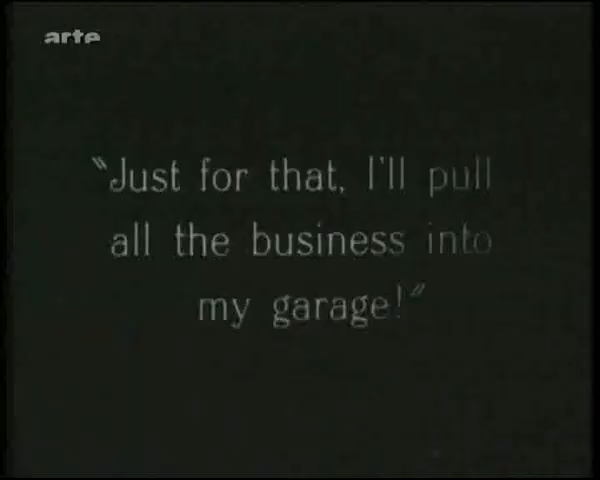 arte
"Just for that, I'll pull
all the business into
my garage!"